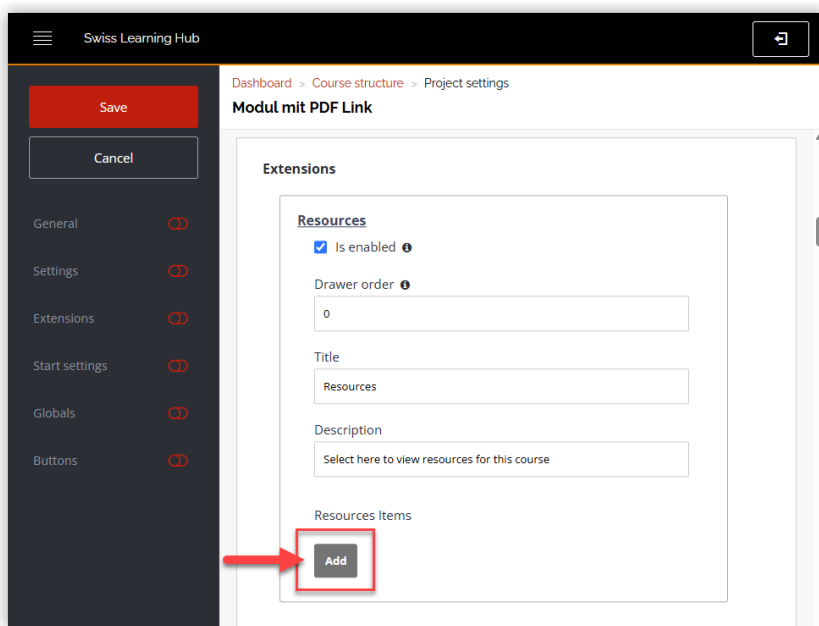 Swiss Learning Hub
Save
Cancel
General
Settings
Extensions
Start settings
Globals
Buttons
Dashboard > Course structure > Project settings
Modul mit PDF Link
Extensions
Resources
Is enabled
Drawer order
0
Title
Resources
Description
Select here to view resources for this course
Resources Items
Add